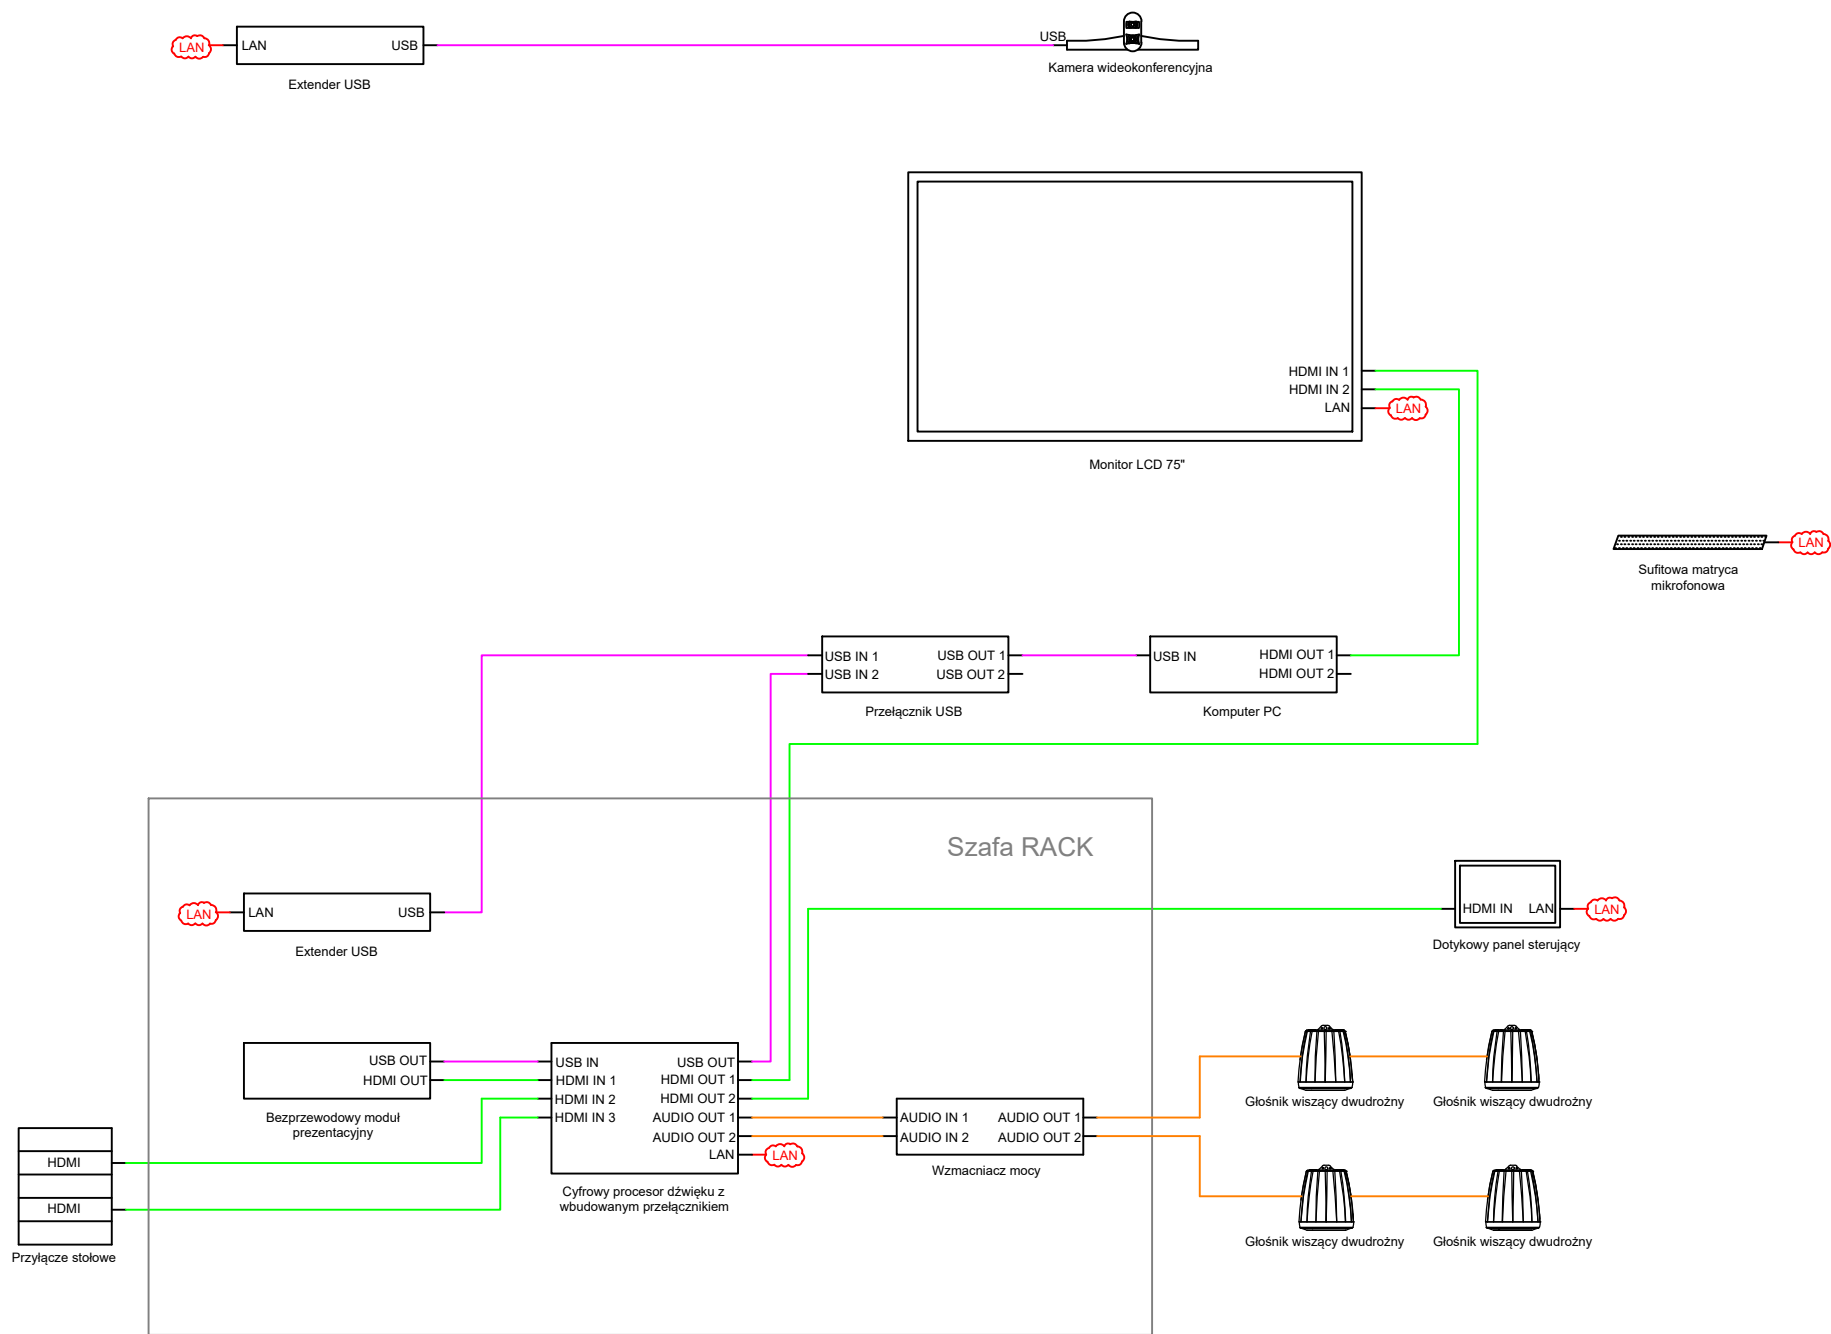 LAN
LAN
USB
Extender USB
USB
Kamera wideokonferencyjna
HDMI IN 1
HDMI IN 2
LAN
LAN
Monitor LCD 75"
LAN
Sufitowa matryca
mikrofonowa
USB IN 1
USB IN 2
USB OUT 1
USB OUT 2
Przełącznik USB
USB IN
HDMI OUT 1
HDMI OUT 2
Komputer PC
Szafa RACK
LAN
LAN
USB
Extender USB
HDMI IN
LAN
LAN
Dotykowy panel sterujący
USB OUT
HDMI OUT
Bezprzewodowy moduł
prezentacyjny
USB IN
HDMI IN 1
HDMI IN 2
HDMI IN 3
USB OUT
HDMI OUT 1
HDMI OUT 2
AUDIO OUT 1
AUDIO OUT 2
LAN
LAN
Cyfrowy procesor dźwięku z
wbudowanym przełącznikiem
AUDIO IN 1
AUDIO IN 2
AUDIO OUT 1
AUDIO OUT 2
Wzmacniacz mocy
Głośnik wiszący dwudrożny
Głośnik wiszący dwudrożny
Głośnik wiszący dwudrożny
Głośnik wiszący dwudrożny
HDMI
HDMI
Przyłącze stołowe